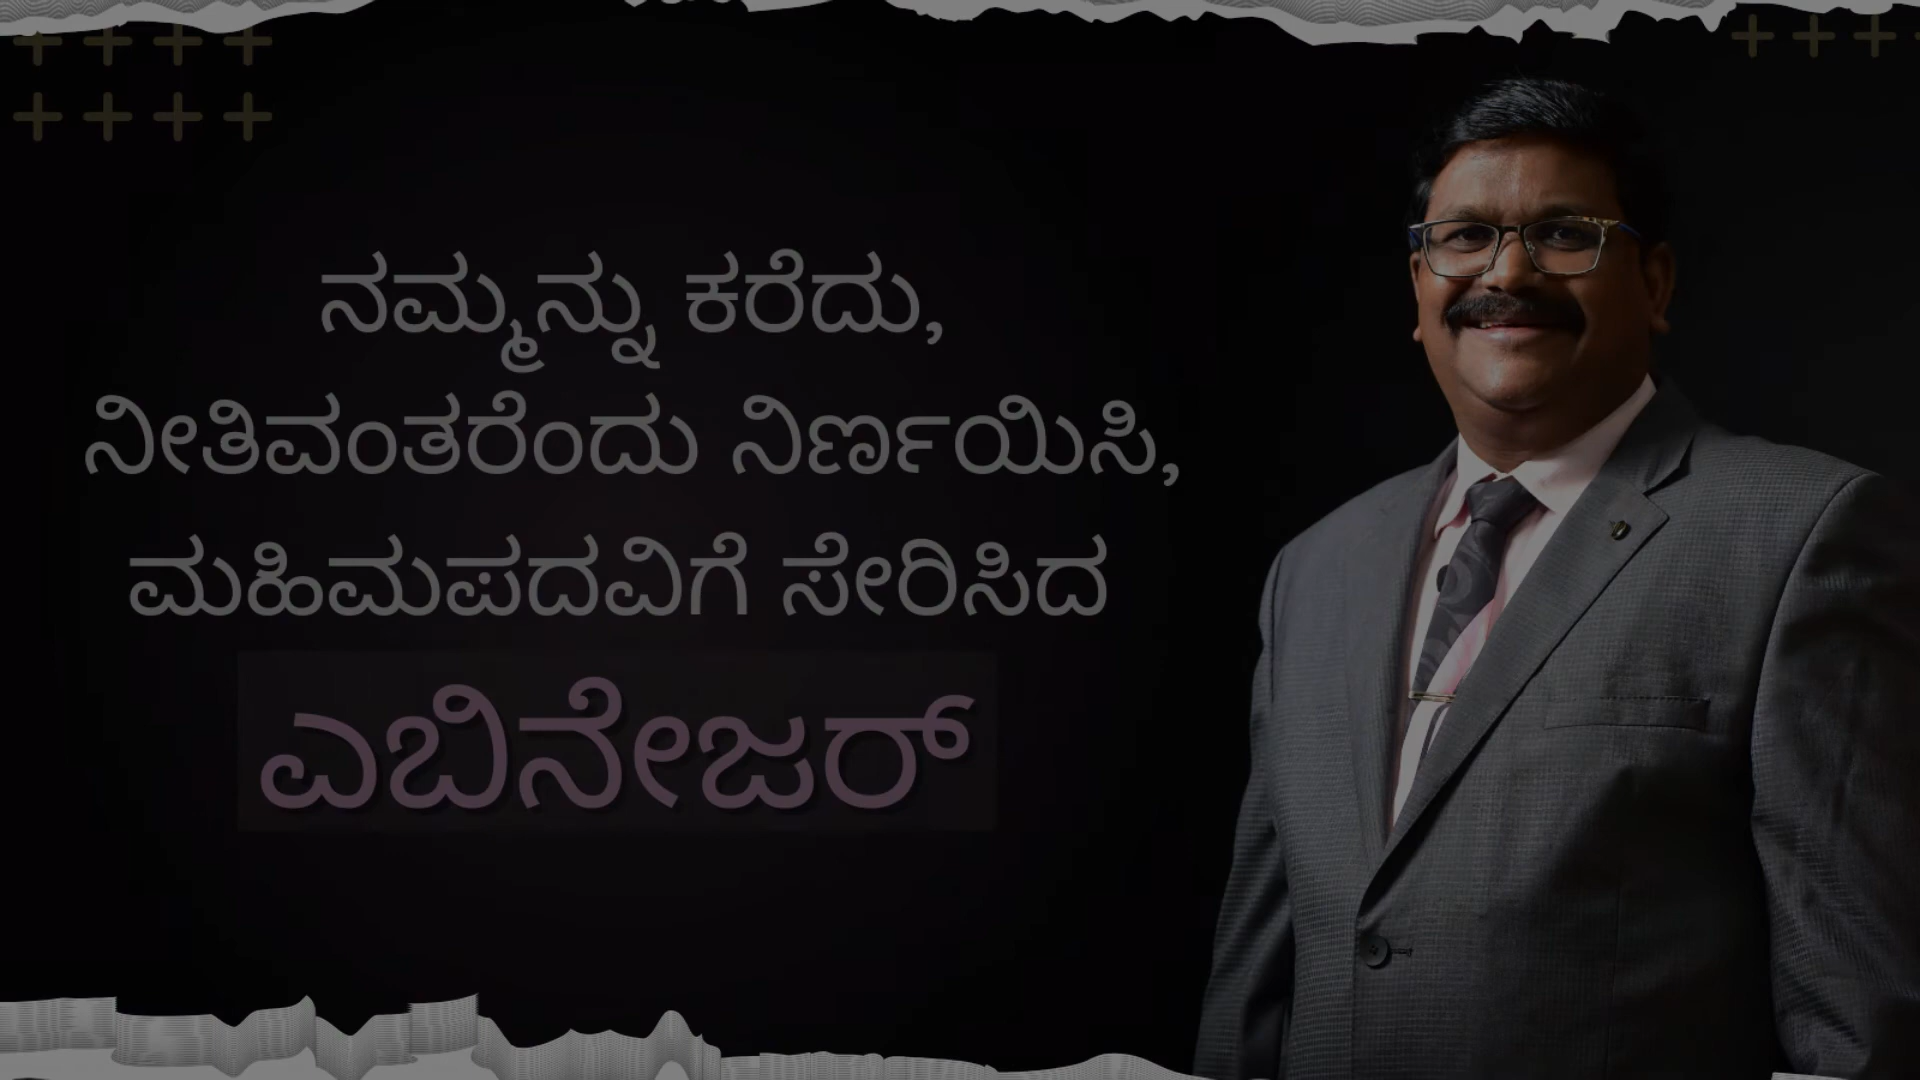 ನಮ್ಮನ್ನು ಕರೆದು,
ನೀತಿವಂತರೆಂದು ನಿರ್ಣಯಿಸಿ,
ಮಹಿಮಪದವಿಗೆ ಸೇರಿಸಿದ
ಎಬಿನೇಜರ್